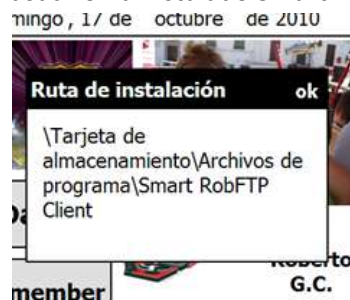 mingo , 17 de octubre de 2010
Ruta de instalación ok
\Tarjeta de
almacenamiento\Archivos de
programa\Smart RobFTP
Client
Roberto
G.C.
member